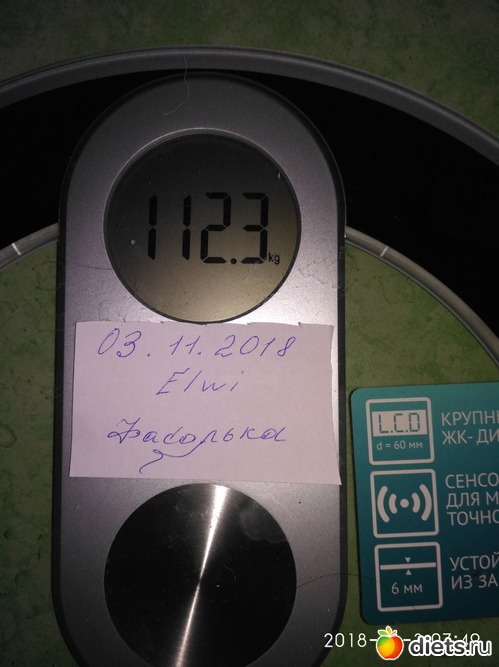 112.3 kg
03.11.2018
Elwi
Фасолька
L.C.D
d = 60 мм
КРУПНЫ
ЖК- ДИ
СЕНСО
ДЛЯ М
ТОЧНО
6 мм
УСТОЙ
ИЗ ЗА
diets.ru